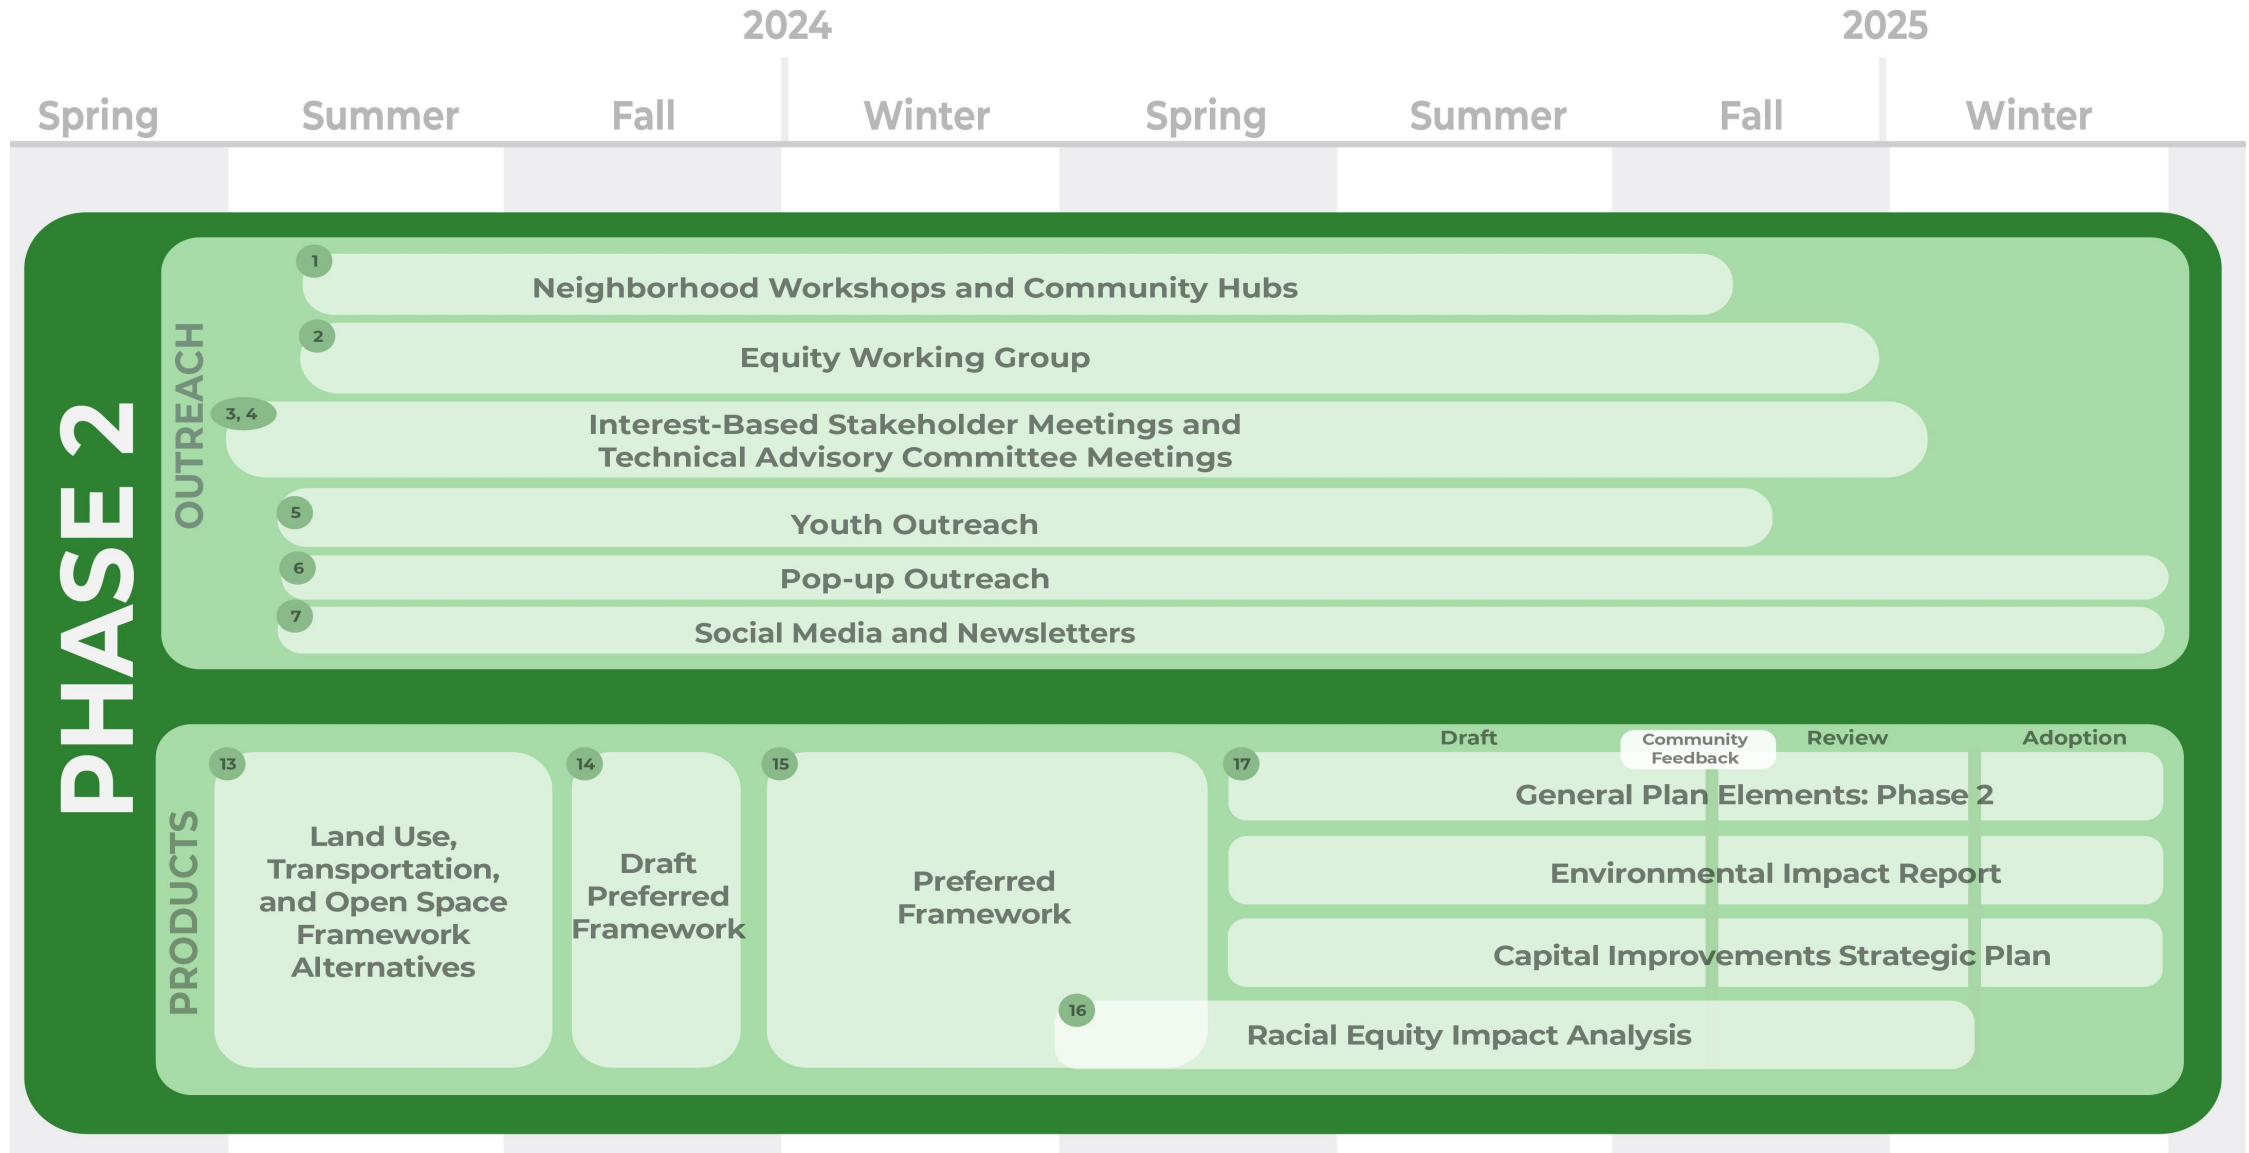 2024
2025
Spring
Summer
Fall
Winter
Spring
Summer
Fall
Winter
PHASE 2
OUTREACH
1
Neighborhood Workshops and Community Hubs
2
Equity Working Group
3, 4
Interest-Based Stakeholder Meetings and
Technical Advisory Committee Meetings
5
Youth Outreach
6
Pop-up Outreach
7
Social Media and Newsletters
PRODUCTS
13
Land Use,
Transportation,
and Open Space
Framework
Alternatives
14
Draft
Preferred
Framework
15
Preferred
Framework
Draft
Community
Feedback
Review
Adoption
17
General Plan Elements: Phase 2
Environmental Impact Report
Capital Improvements Strategic Plan
16
Racial Equity Impact Analysis